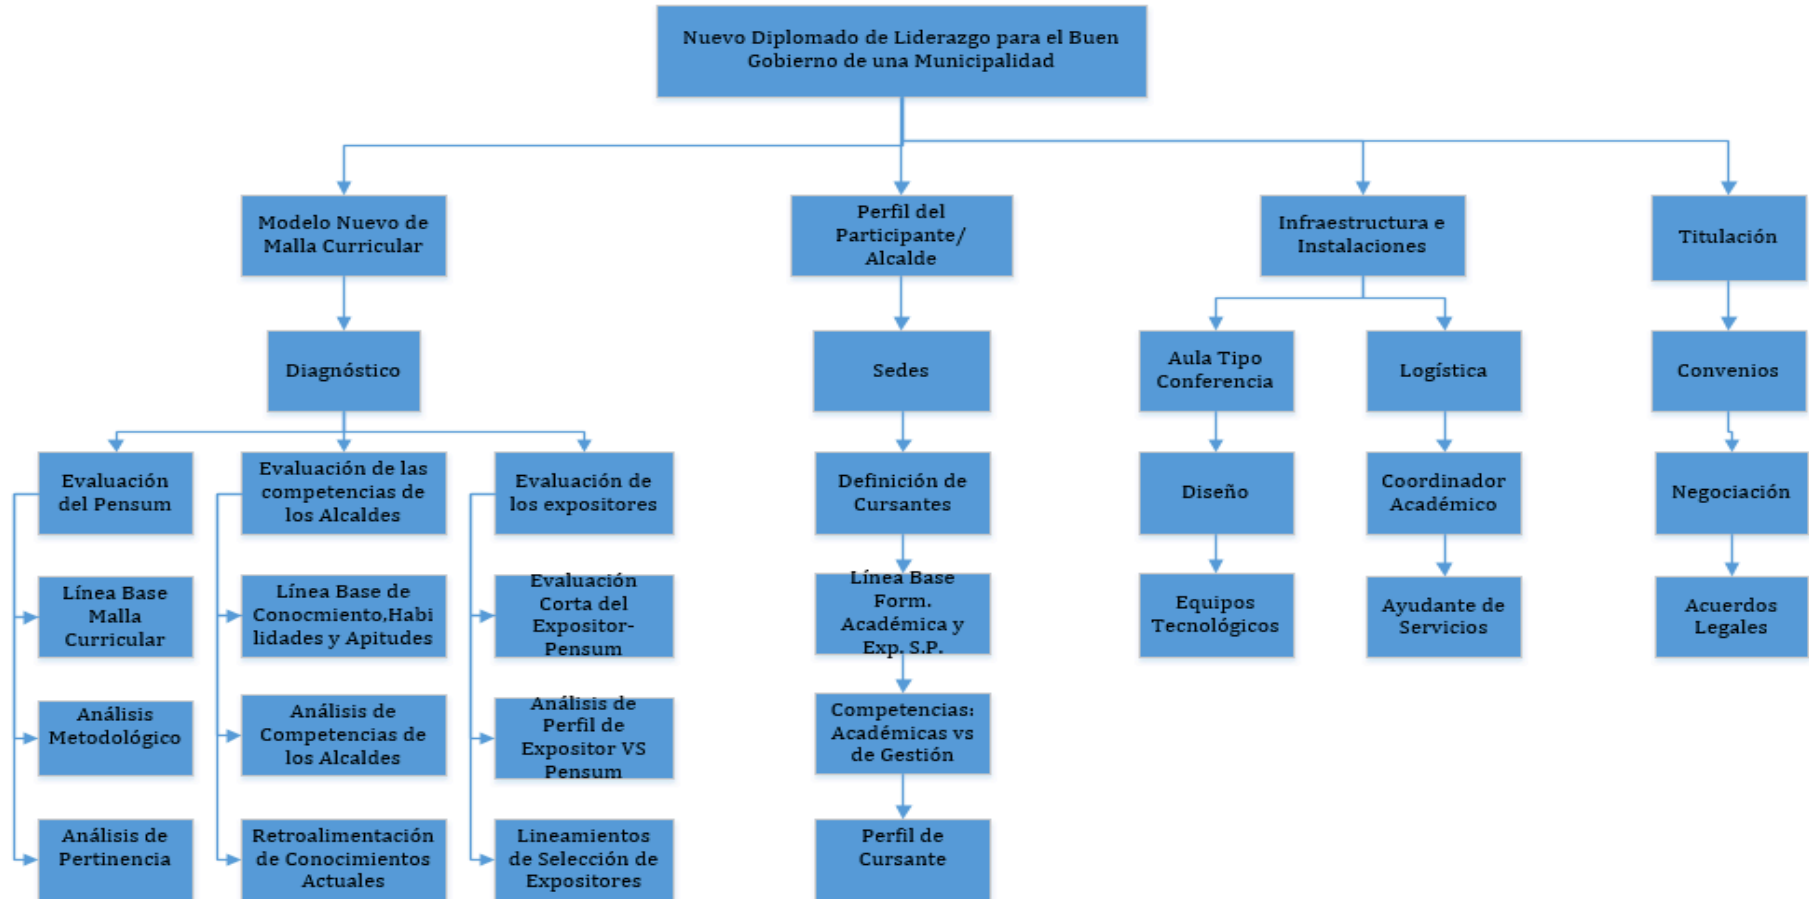 Nuevo Diplomado de Liderazgo para el Buen
Gobierno de una Municipalidad
Modelo Nuevo de
Malla Curricular
Perfil del
Participante/
Alcalde
Infraestructura e
Instalaciones
Titulación
Diagnóstico
Sedes
Aula Tipo
Conferencia
Logística
Convenios
Evaluación
del Pensum
Evaluación de las
competencias de
los Alcaldes
Evaluación de
los expositores
Definición de
Cursantes
Diseño
Coordinador
Académico
Negociación
Línea Base
Malla
Curricular
Línea Base de
Conocmiento,Habi
lidades y Apitudes
Evaluación
Corta del
Expositor-
Pensum
Línea Base
Form.
Académica y
Exp. S.P.
Equipos
Tecnológicos
Ayudante de
Servicios
Acuerdos
Legales
Análisis
Metodológico
Análisis de
Competencias de
los Alcaldes
Análisis de
Perfil de
Expositor VS
Pensum
Competencias:
Académicas vs
de Gestión
Análisis de
Pertinencia
Retroalimentación
de Conocimientos
Actuales
Lineamientos
de Selección de
Expositores
Perfil de
Cursante